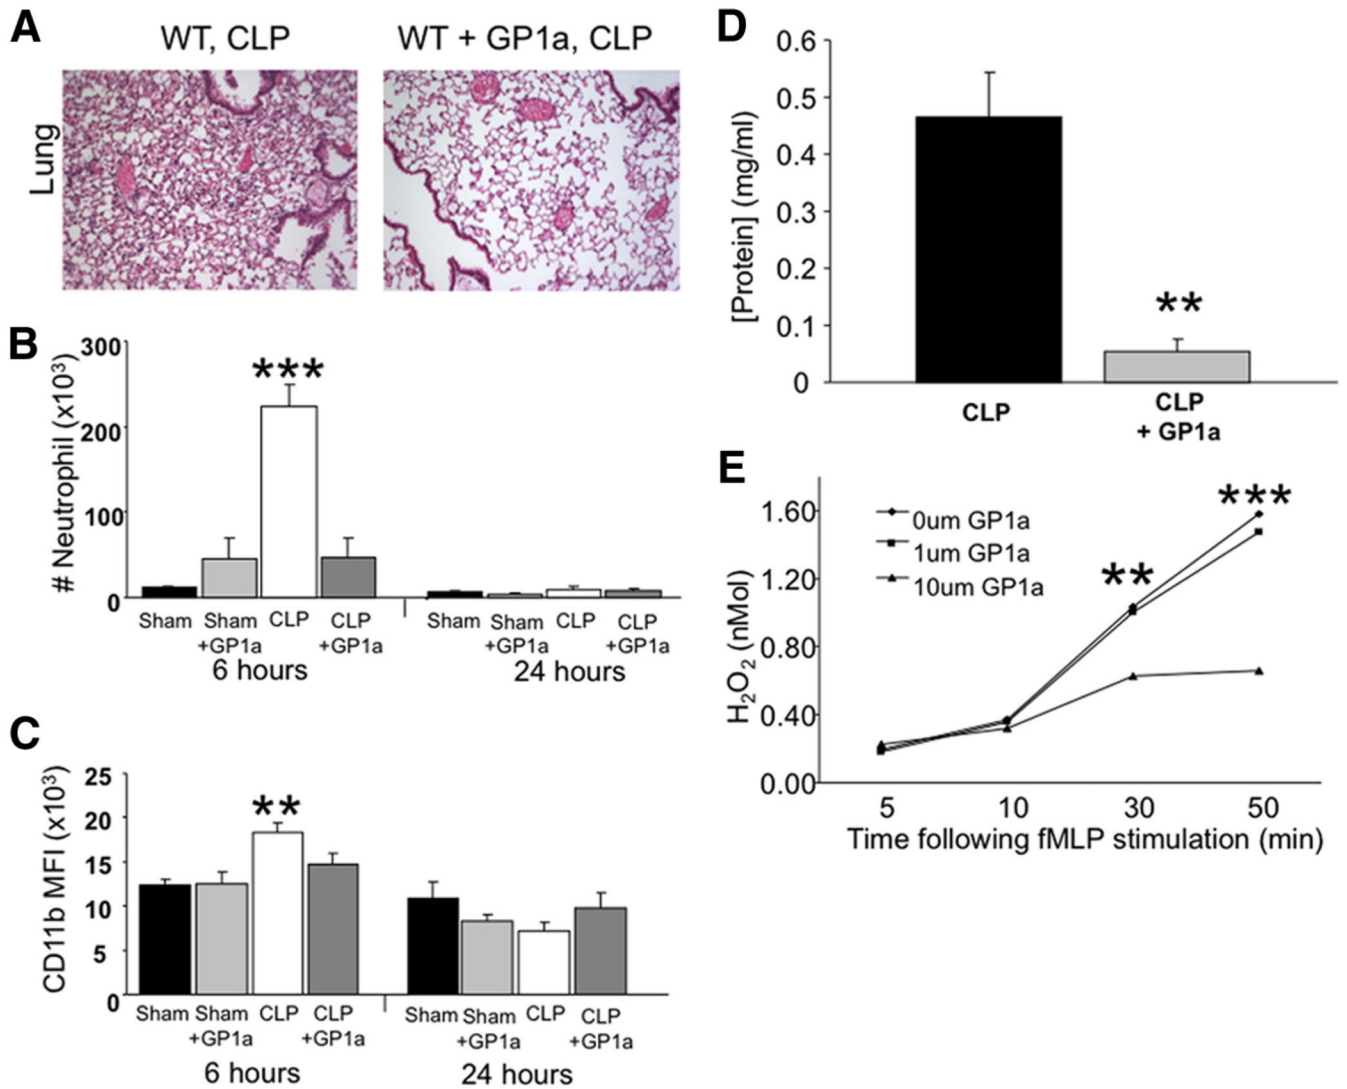 A
WT, CLP
WT + GP1a, CLP
Lung
B
# Neutrophil (x10³)
300
200
100
0
***
Sham
Sham
+GP1a
CLP
CLP
+GP1a
6 hours
Sham
Sham
+GP1a
CLP
CLP
+GP1a
24 hours
C
CD11b MFI (x10³)
25
20
15
10
5
0
**
Sham
Sham
+GP1a
CLP
CLP
+GP1a
6 hours
Sham
Sham
+GP1a
CLP
CLP
+GP1a
24 hours
D
[Protein] (mg/ml)
0.6
0.5
0.4
0.3
0.2
0.1
0
**
CLP
CLP
+ GP1a
E
H₂O₂ (nMol)
1.60
1.20
0.80
0.40
0.00
0um GP1a
1um GP1a
10um GP1a
**
***
5 10 30 50
Time following fMLP stimulation (min)